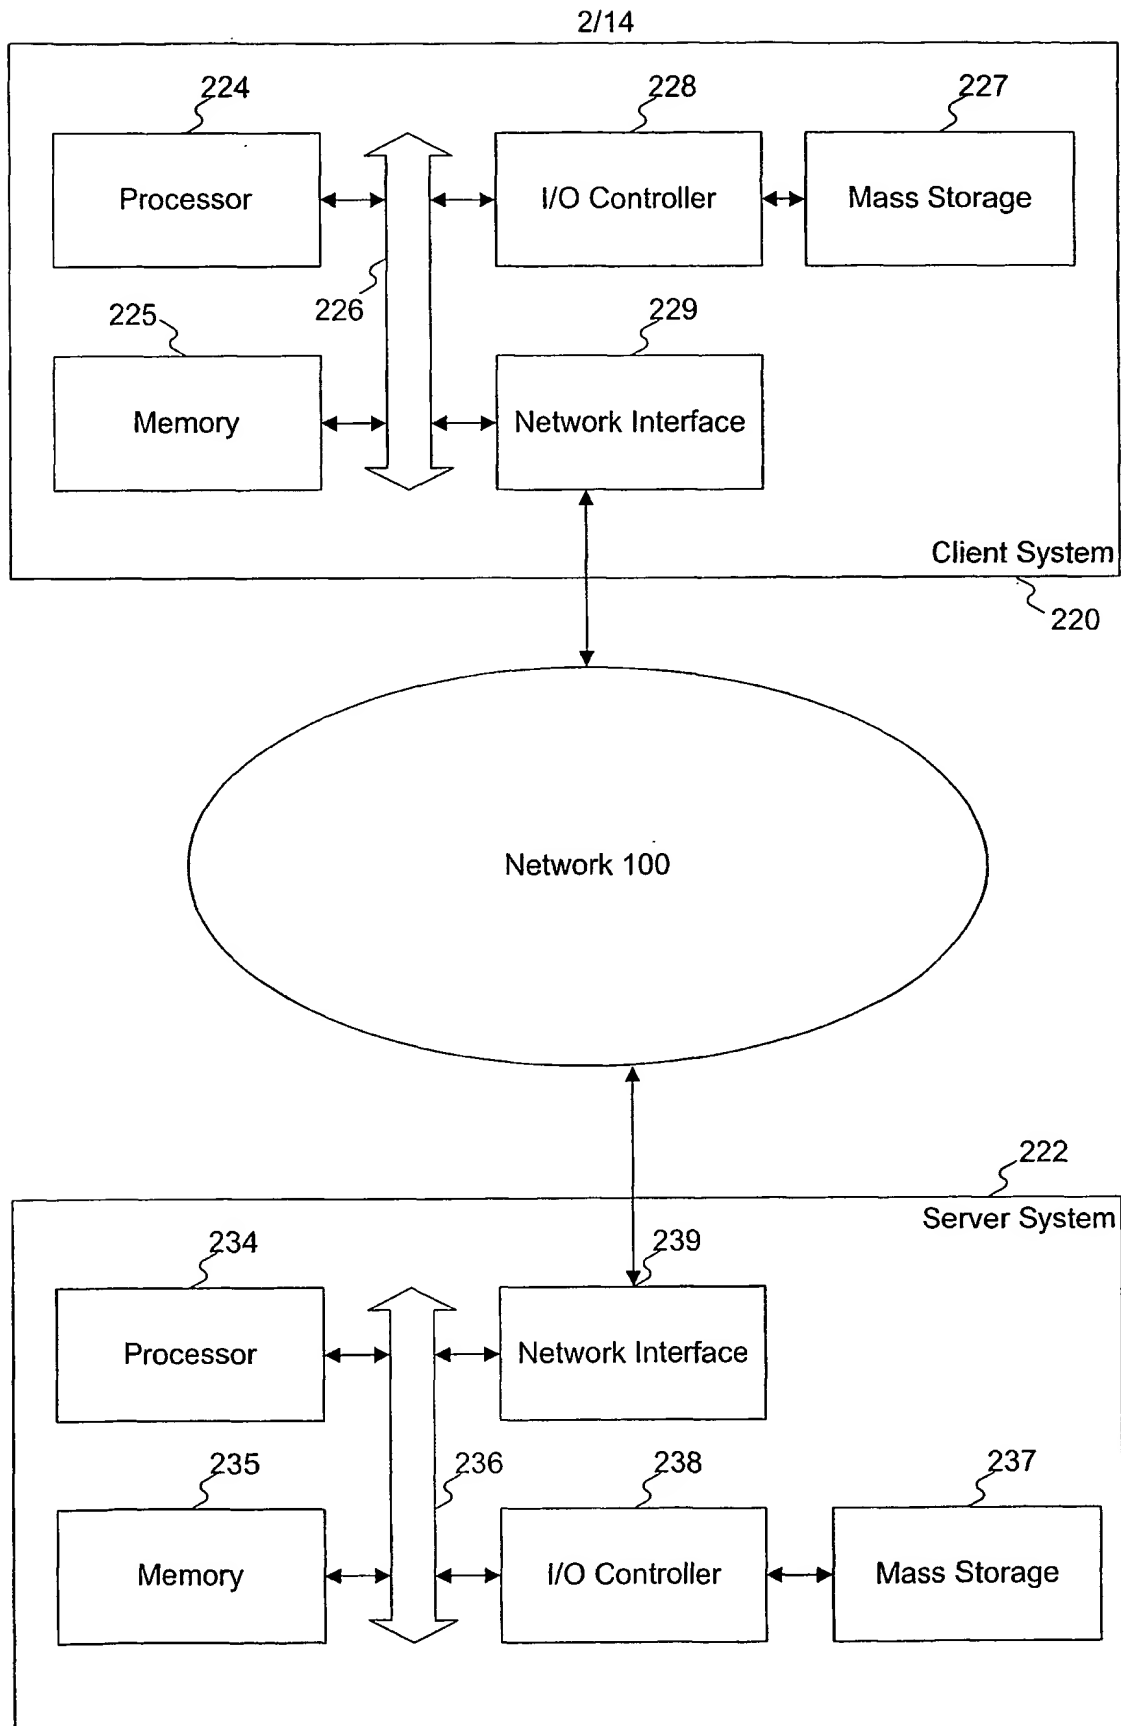 2/14
224
228
227
Processor
I/O Controller
Mass Storage
226
225
229
Memory
Network Interface
Client System
220
Network 100
222
Server System
234
239
Processor
Network Interface
235
236
238
237
Memory
I/O Controller
Mass Storage